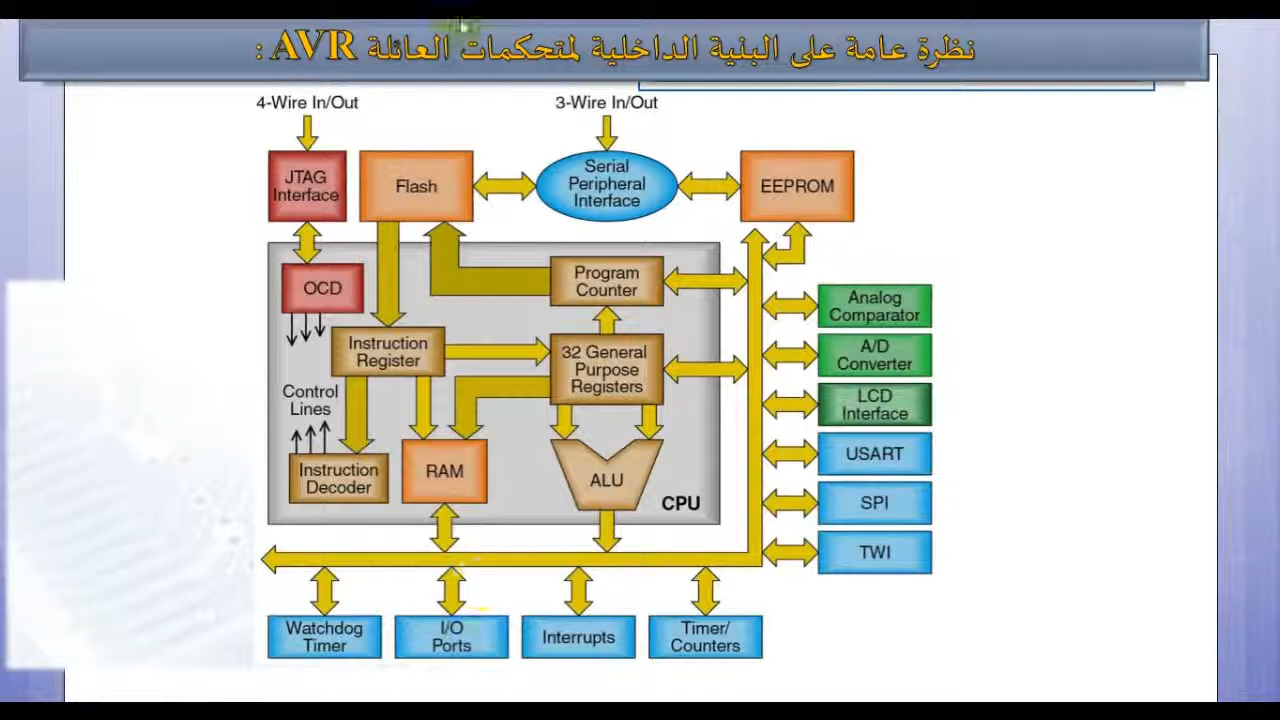 نظرة عامة على البنية الداخلية لمتحكمات العائلة AVR :
4-Wire In/Out
3-Wire In/Out
JTAG
Interface
Flash
Serial
Peripheral
Interface
EEPROM
OCD
Program
Counter
Analog
Comparator
Instruction
Register
32 General
Purpose
Registers
A/D
Converter
Control
Lines
LCD
Interface
Instruction
Decoder
RAM
ALU
CPU
USART
SPI
TWI
Watchdog
Timer
I/O
Ports
Interrupts
Timer/
Counters